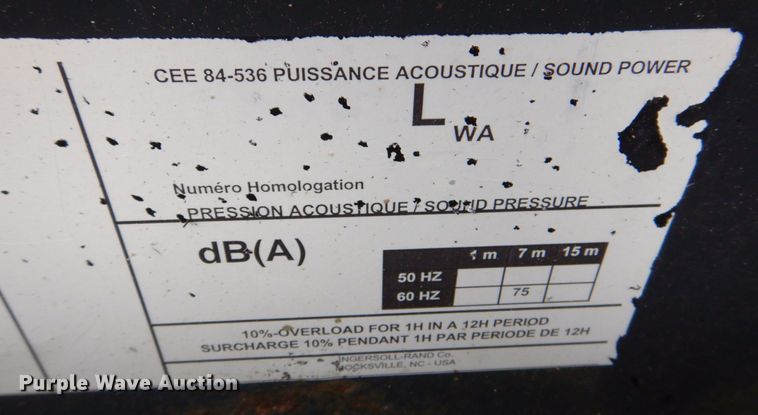 CEE 84-536 PUISSANCE ACOUSTIQUE / SOUND POWER
L WA
Numéro Homologation
PRESSION ACOUSTIQUE / SOUND PRESSURE
dB(A)
1 m 7 m 15 m
50 HZ
60 HZ 75
10%-OVERLOAD FOR 1H IN A 12H PERIOD
SURCHARGE 10% PENDANT 1H PAR PERIODE DE 12H
INGERSOLL-RAND Co.
MOCKSVILLE, NC - USA
Purple Wave Auction